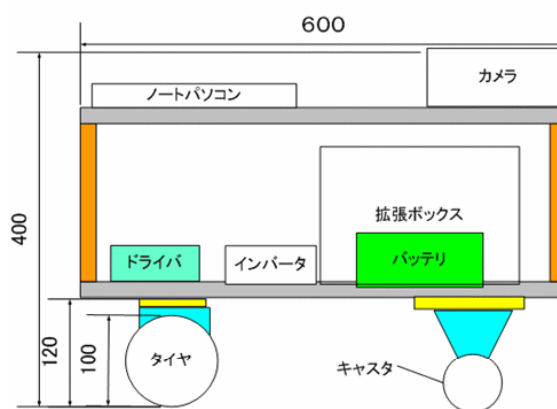 600
カメラ
ノートパソコン
400
拡張ボックス
ドライバ
インバータ
バッテリ
120
100
タイヤ
キャスタ